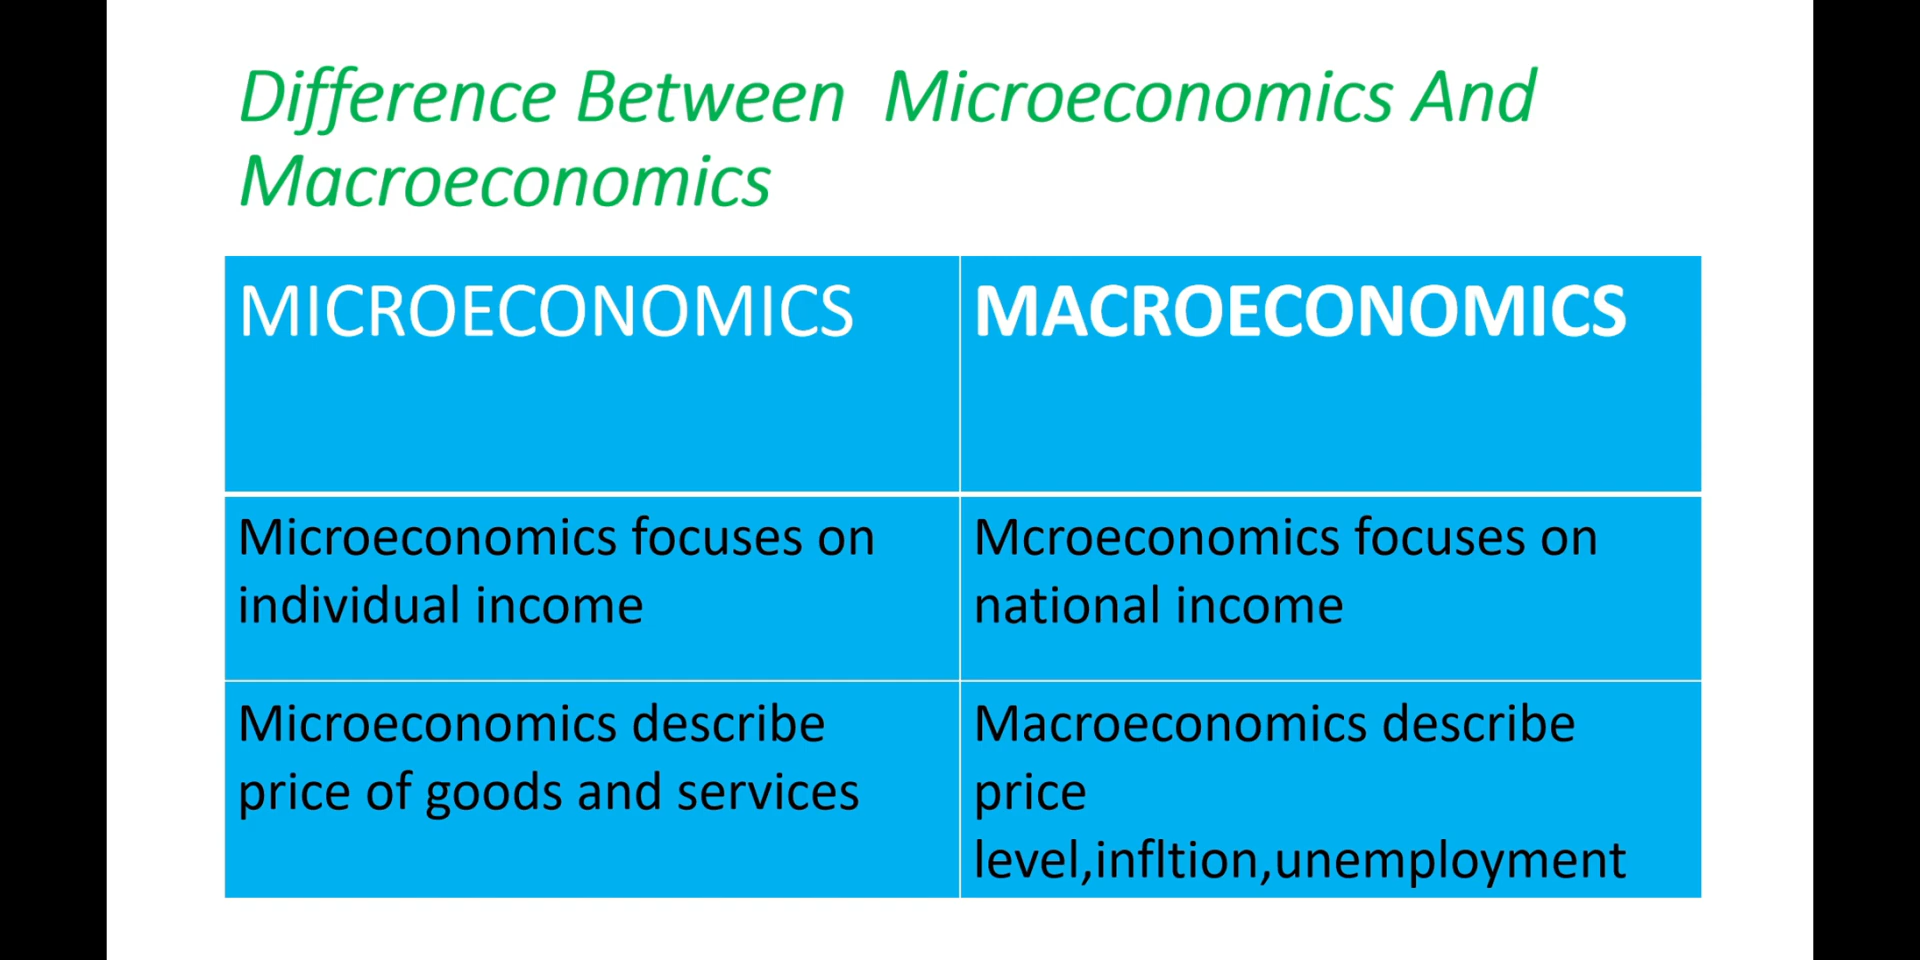 Difference Between  Microeconomics And
Macroeconomics
MICROECONOMICS
MACROECONOMICS
Microeconomics focuses on
individual income
Mcroeconomics focuses on
national income
Microeconomics describe
price of goods and services
Macroeconomics describe
price
level,infltion,unemployment